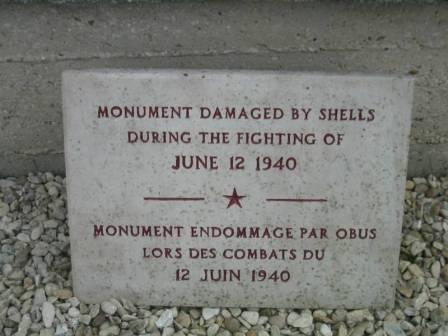 MONUMENT DAMAGED BY SHELLS
DURING THE FIGHTING OF
JUNE 12 1940
MONUMENT ENDOMMAGE PAR OBUS
LORS DES COMBATS DU
12 JUIN 1940